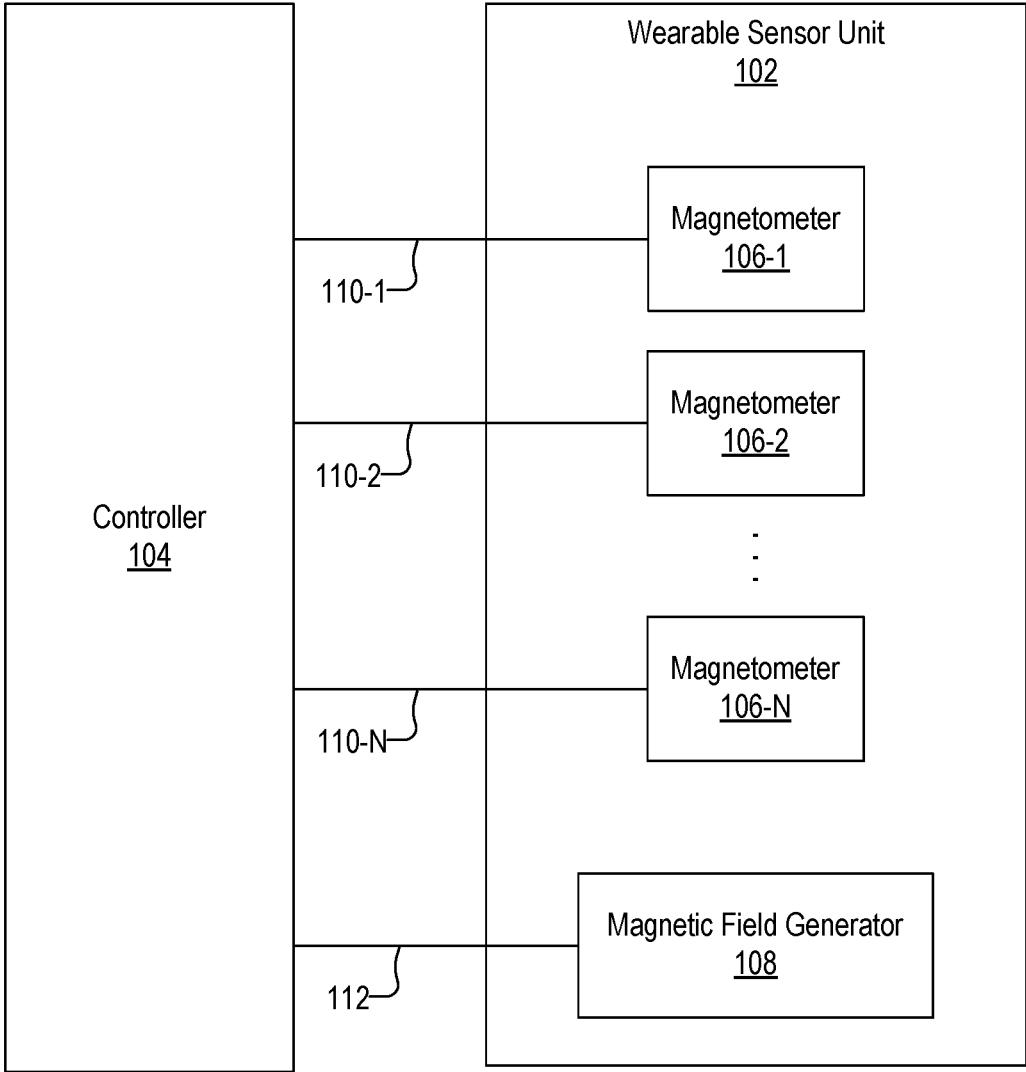 Wearable Sensor Unit
102
Magnetometer
106-1
110-1
Magnetometer
106-2
110-2
Controller
104
Magnetometer
106-N
110-N
Magnetic Field Generator
108
112